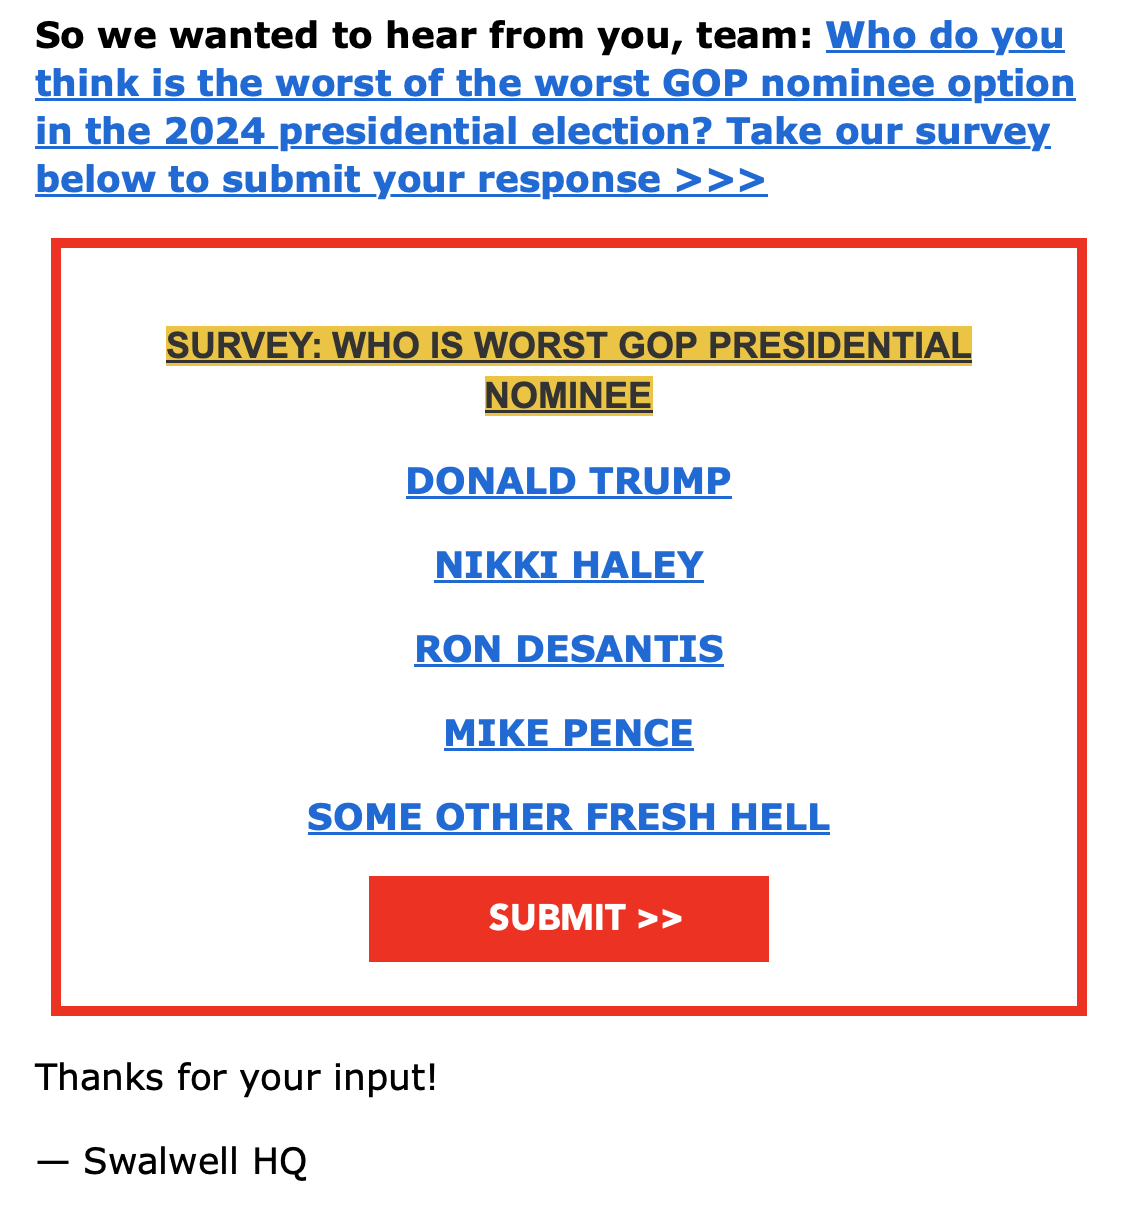 So we wanted to hear from you, team: Who do you
think is the worst of the worst GOP nominee option
in the 2024 presidential election? Take our survey
below to submit your response >>>
SURVEY: WHO IS WORST GOP PRESIDENTIAL
NOMINEE
DONALD TRUMP
NIKKI HALEY
RON DESANTIS
MIKE PENCE
SOME OTHER FRESH HELL
SUBMIT >>
Thanks for your input!
— Swalwell HQ